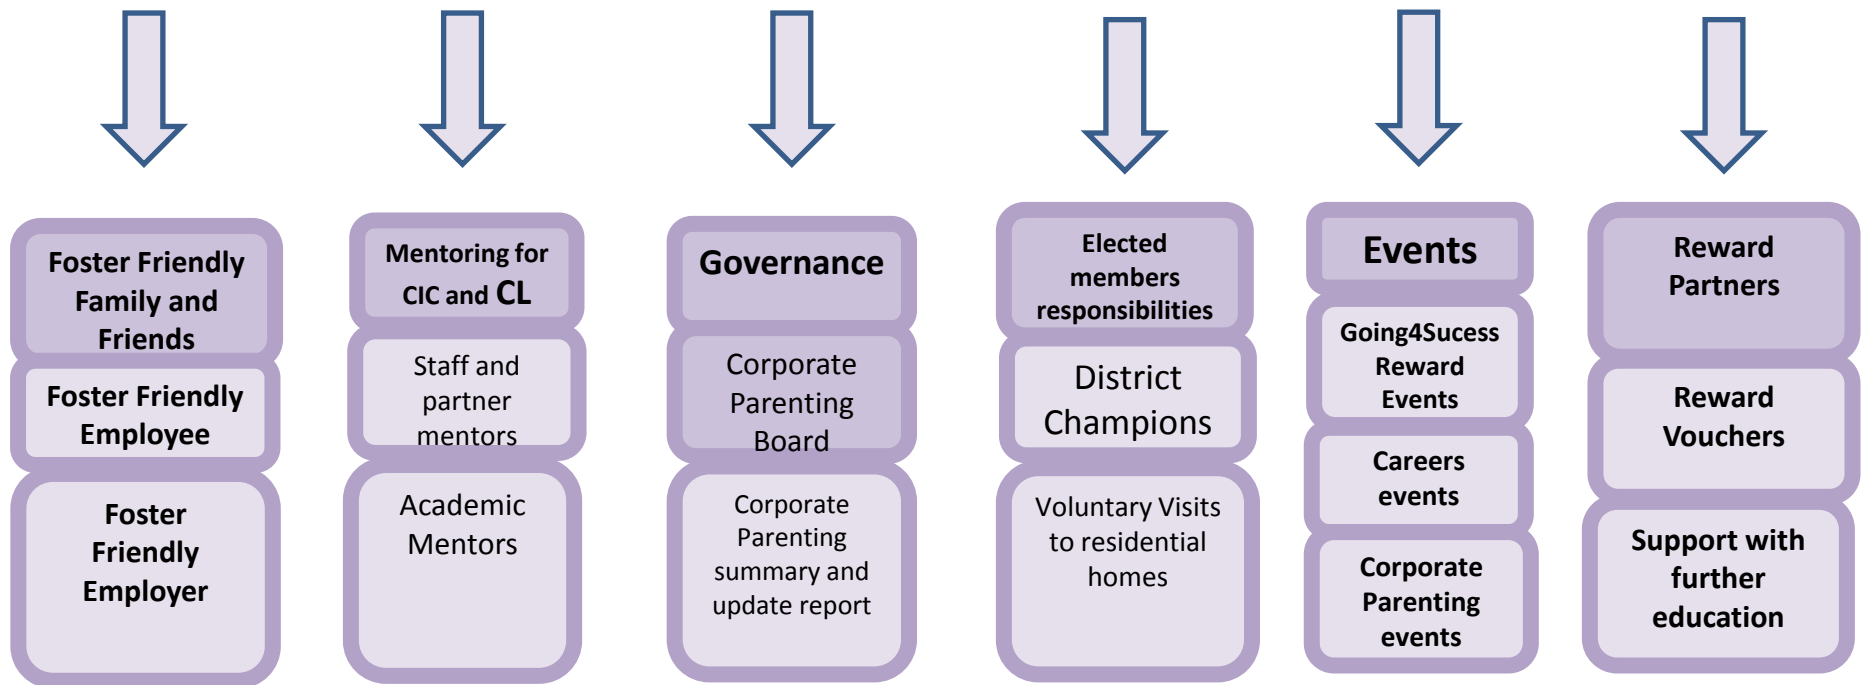 Foster Friendly
Family and
Friends
Foster Friendly
Employee
Foster
Friendly
Employer
Mentoring for
CIC and CL
Staff and
partner
mentors
Academic
Mentors
Governance
Corporate
Parenting
Board
Corporate
Parenting
summary and
update report
Elected
members
responsibilities
District
Champions
Voluntary Visits
to residential
homes
Events
Going4Sucess
Reward
Events
Careers
events
Corporate
Parenting
events
Reward
Partners
Reward
Vouchers
Support with
further
education